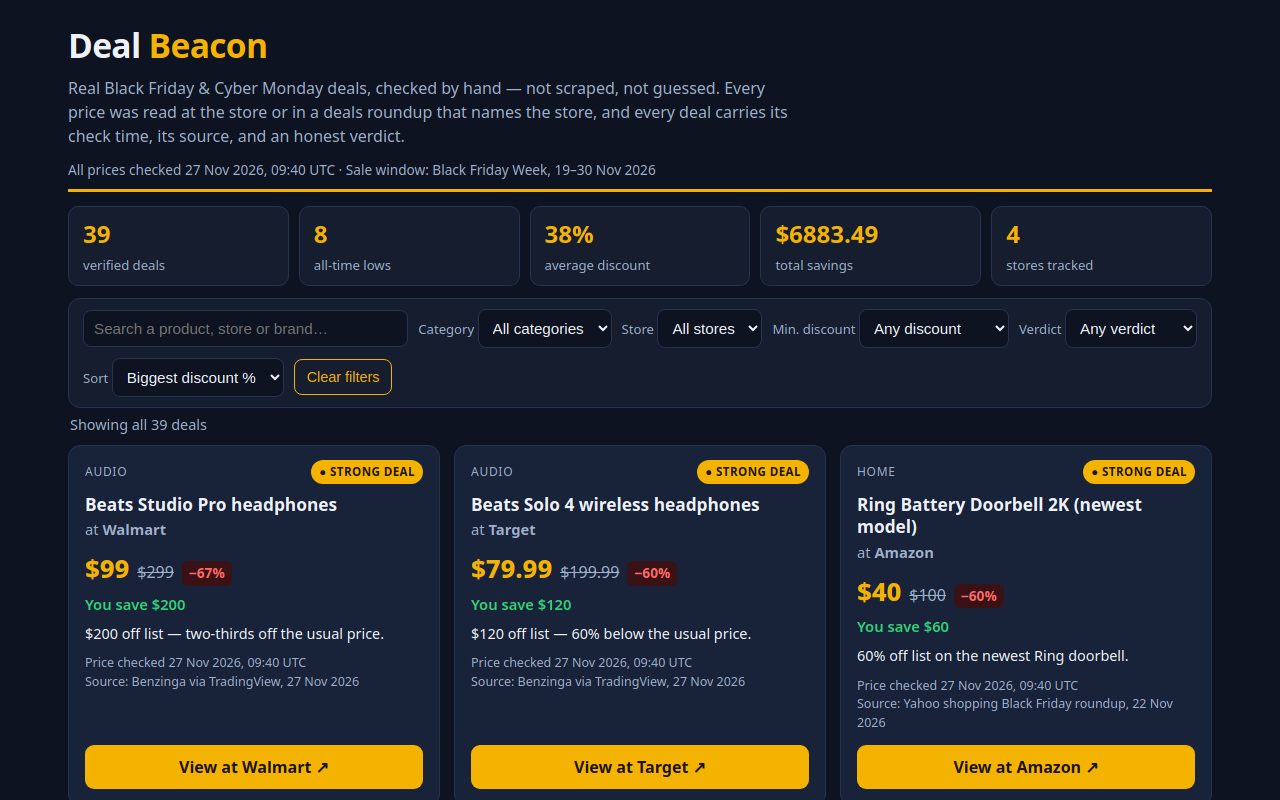 Deal Beacon
Real Black Friday & Cyber Monday deals, checked by hand — not scraped, not guessed. Every
price was read at the store or in a deals roundup that names the store, and every deal carries its
check time, its source, and an honest verdict.
All prices checked 27 Nov 2026, 09:40 UTC · Sale window: Black Friday Week, 19–30 Nov 2026
39
verified deals
8
all-time lows
38%
average discount
$6883.49
total savings
4
stores tracked
Search a product, store or brand…
Category All categories
Store All stores
Min. discount Any discount
Verdict Any verdict
Sort Biggest discount %
Clear filters
Showing all 39 deals
AUDIO
● STRONG DEAL
Beats Studio Pro headphones
at Walmart
$99 $299 −67%
You save $200
$200 off list — two-thirds off the usual price.
Price checked 27 Nov 2026, 09:40 UTC
Source: Benzinga via TradingView, 27 Nov 2026
View at Walmart ↗
AUDIO
● STRONG DEAL
Beats Solo 4 wireless headphones
at Target
$79.99 $199.99 −60%
You save $120
$120 off list — 60% below the usual price.
Price checked 27 Nov 2026, 09:40 UTC
Source: Benzinga via TradingView, 27 Nov 2026
View at Target ↗
HOME
● STRONG DEAL
Ring Battery Doorbell 2K (newest
model)
at Amazon
$40 $100 −60%
You save $60
60% off list on the newest Ring doorbell.
Price checked 27 Nov 2026, 09:40 UTC
Source: Yahoo shopping Black Friday roundup, 22 Nov
2026
View at Amazon ↗